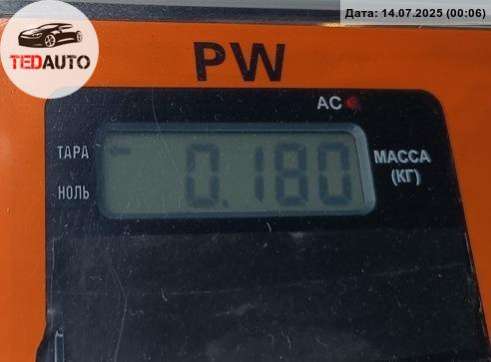 Дата: 14.07.2025 (00:06)
TEDAUTO
PW
AC
ТАРА
НОЛЬ
0.180
МАССА
(КГ)